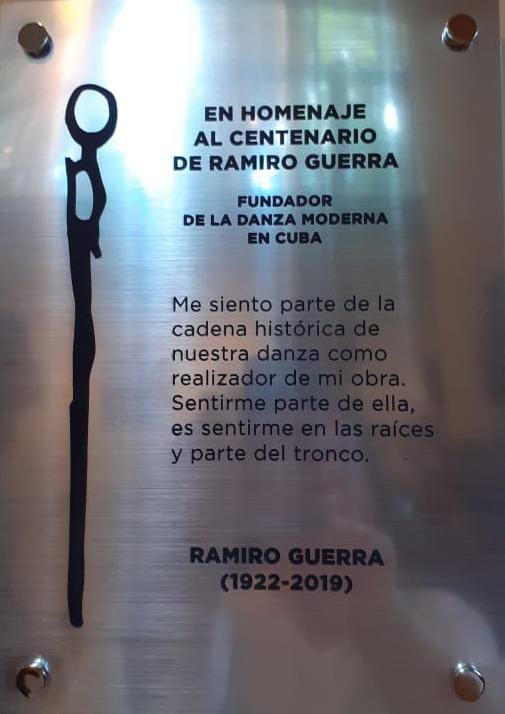 EN HOMENAJE
AL CENTENARIO
DE RAMIRO GUERRA
FUNDADOR
DE LA DANZA MODERNA
EN CUBA
Me siento parte de la
cadena histórica de
nuestra danza como
realizador de mi obra.
Sentirme parte de ella,
es sentirme en las raíces
y parte del tronco.
RAMIRO GUERRA
(1922-2019)